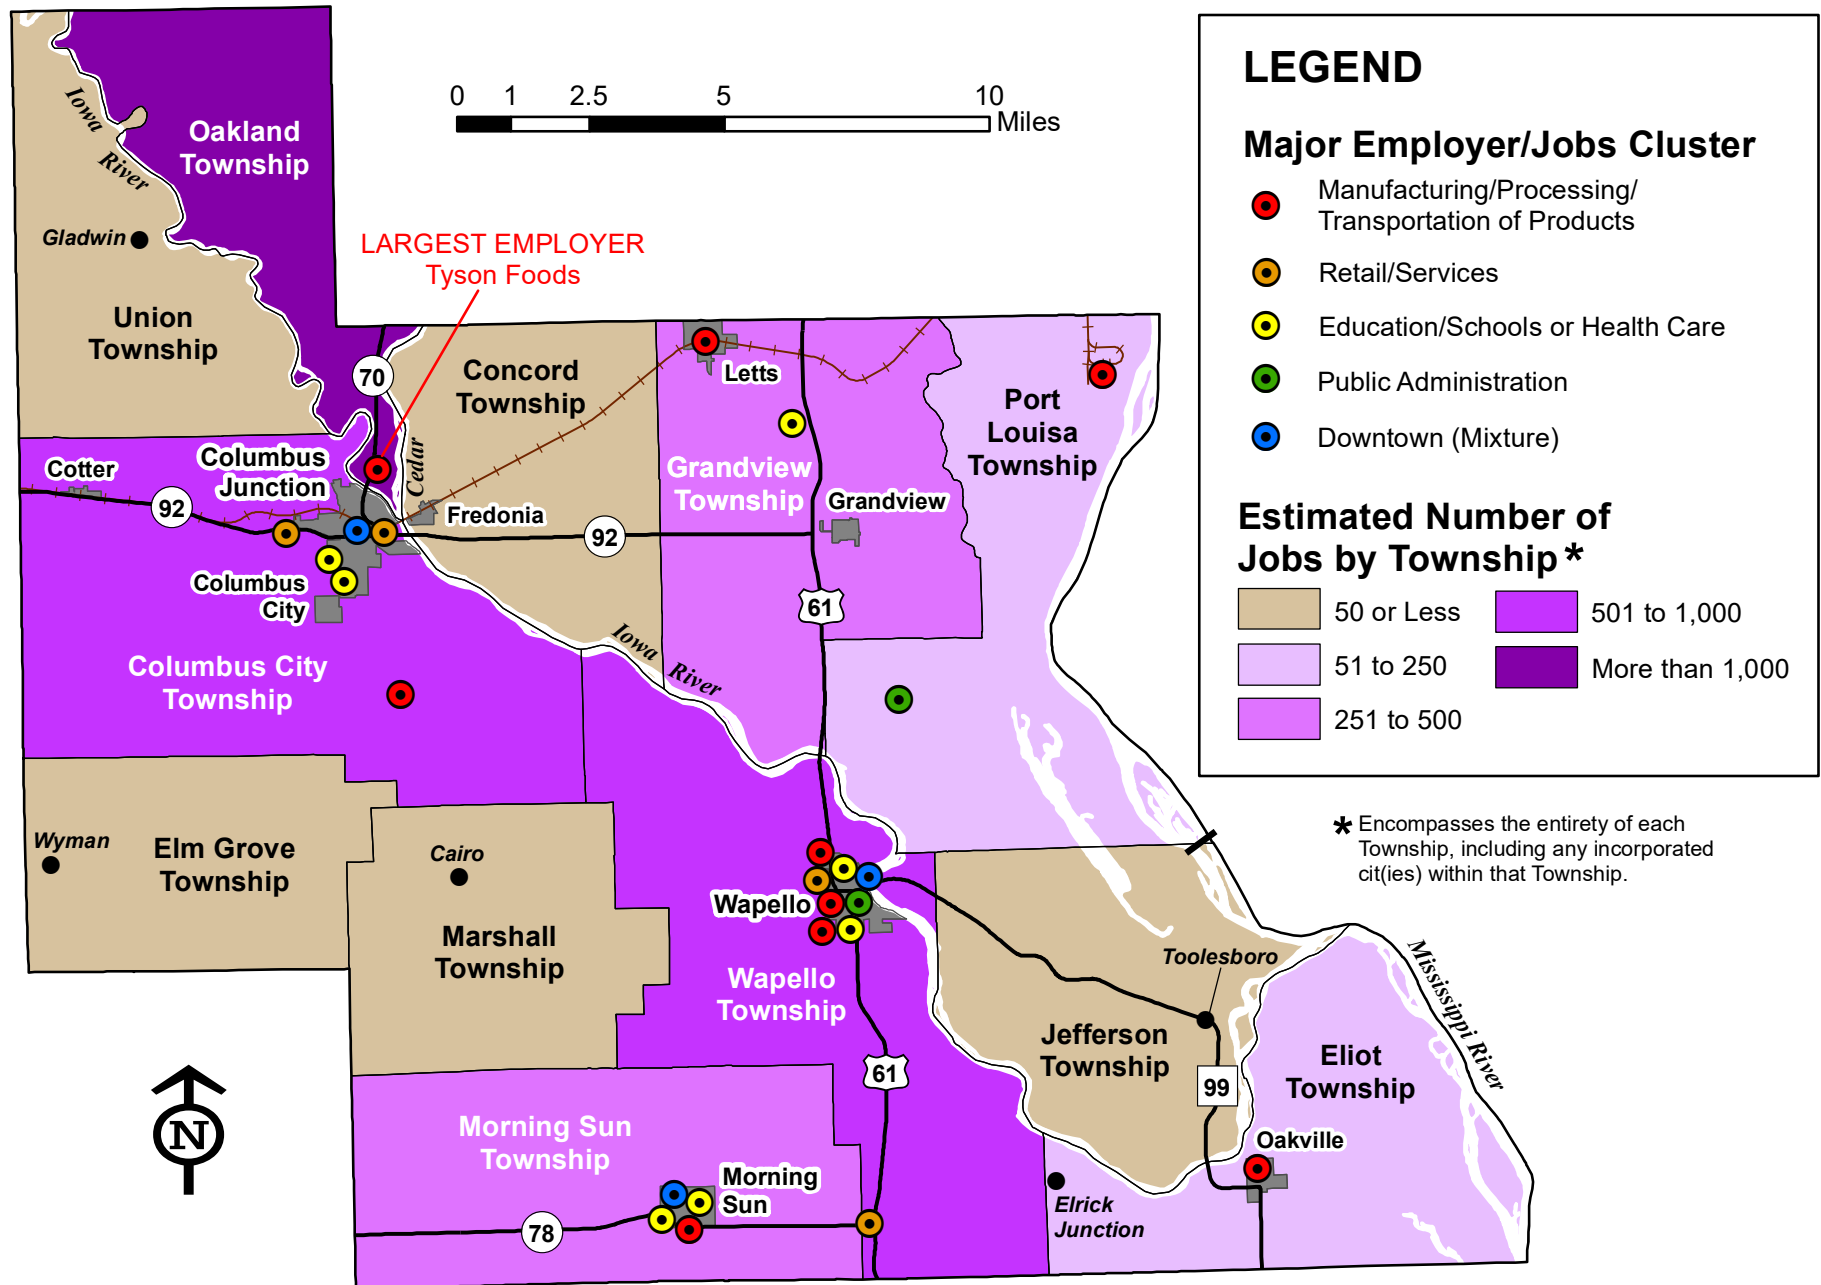 LEGEND
Major Employer/Jobs Cluster
Manufacturing/Processing/
Transportation of Products
Retail/Services
Education/Schools or Health Care
Public Administration
Downtown (Mixture)
Estimated Number of
Jobs by Township *
50 or Less
51 to 250
251 to 500
501 to 1,000
More than 1,000
* Encompasses the entirety of each
Township, including any incorporated
cit(ies) within that Township.
0 1 2.5 5 10
Miles
Iowa
River
Oakland
Township
Gladwin
LARGEST EMPLOYER
Tyson Foods
Union
Township
70
Concord
Township
Letts
Port
Louisa
Township
Cedar
Columbus
Junction
Cotter
92
Fredonia
92
Grandview
Township
Grandview
Columbus
City
61
Iowa
River
Columbus City
Township
Wyman
Elm Grove
Township
Cairo
Marshall
Township
Wapello
Wapello
Township
Toolesboro
Mississippi River
Jefferson
Township
Eliot
Township
61
99
N
Morning Sun
Township
Morning
Sun
78
Oakville
Elrick
Junction